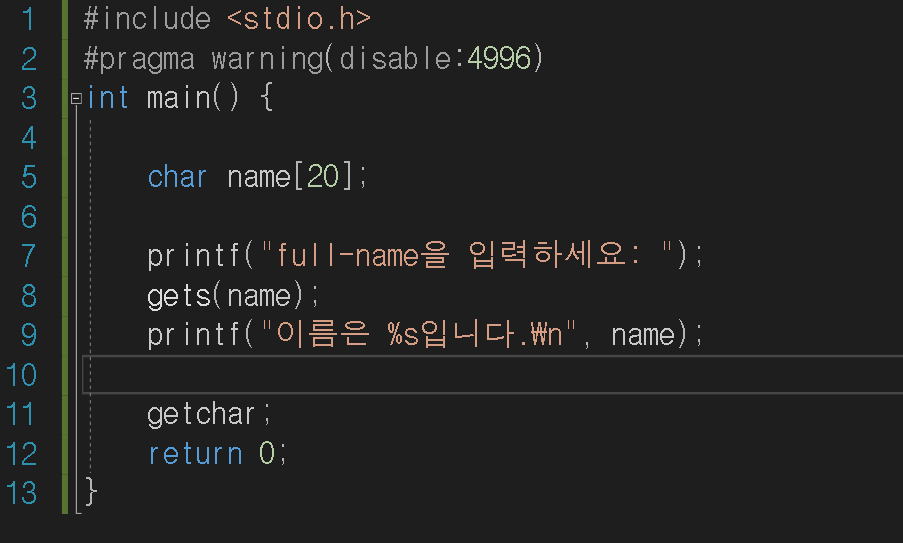 1 #include <stdio.h>
2 #pragma warning(disable:4996)
3 int main() {
4
5 char name[20];
6
7 printf("full-name을 입력하세요: ");
8 gets(name);
9 printf("이름은 %s입니다.₩n", name);
10
11 getchar;
12 return 0;
13 }